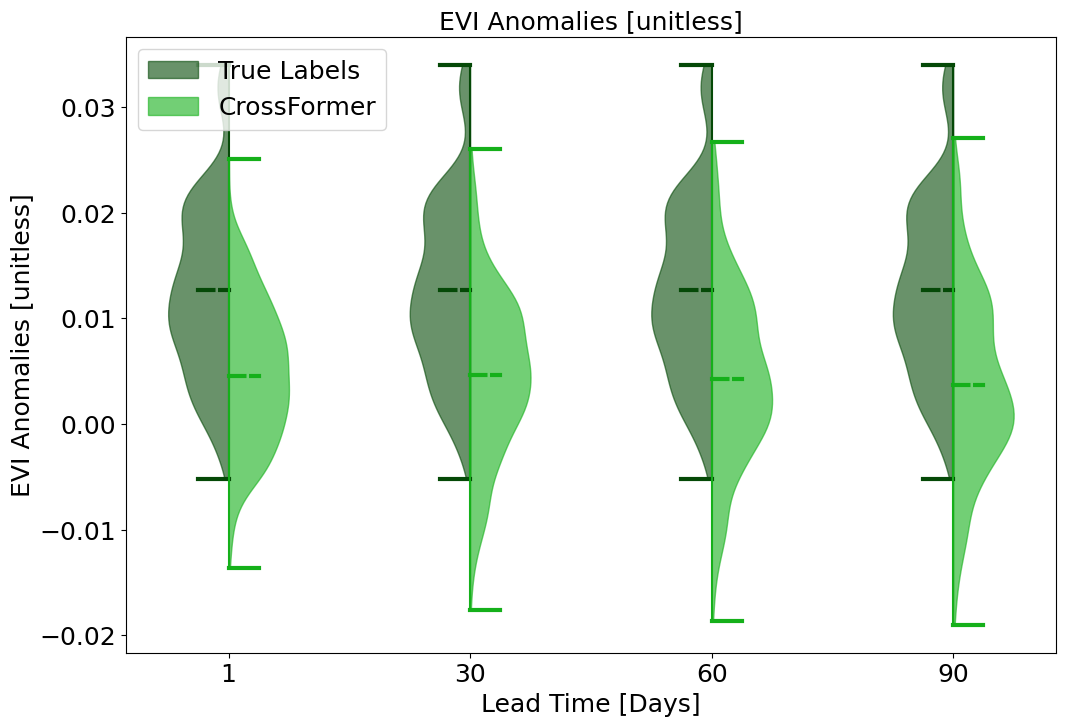 EVI Anomalies [unitless]
True Labels
CrossFormer
EVI Anomalies [unitless]
0.03
0.02
0.01
0.00
−0.01
−0.02
1 30 60 90
Lead Time [Days]